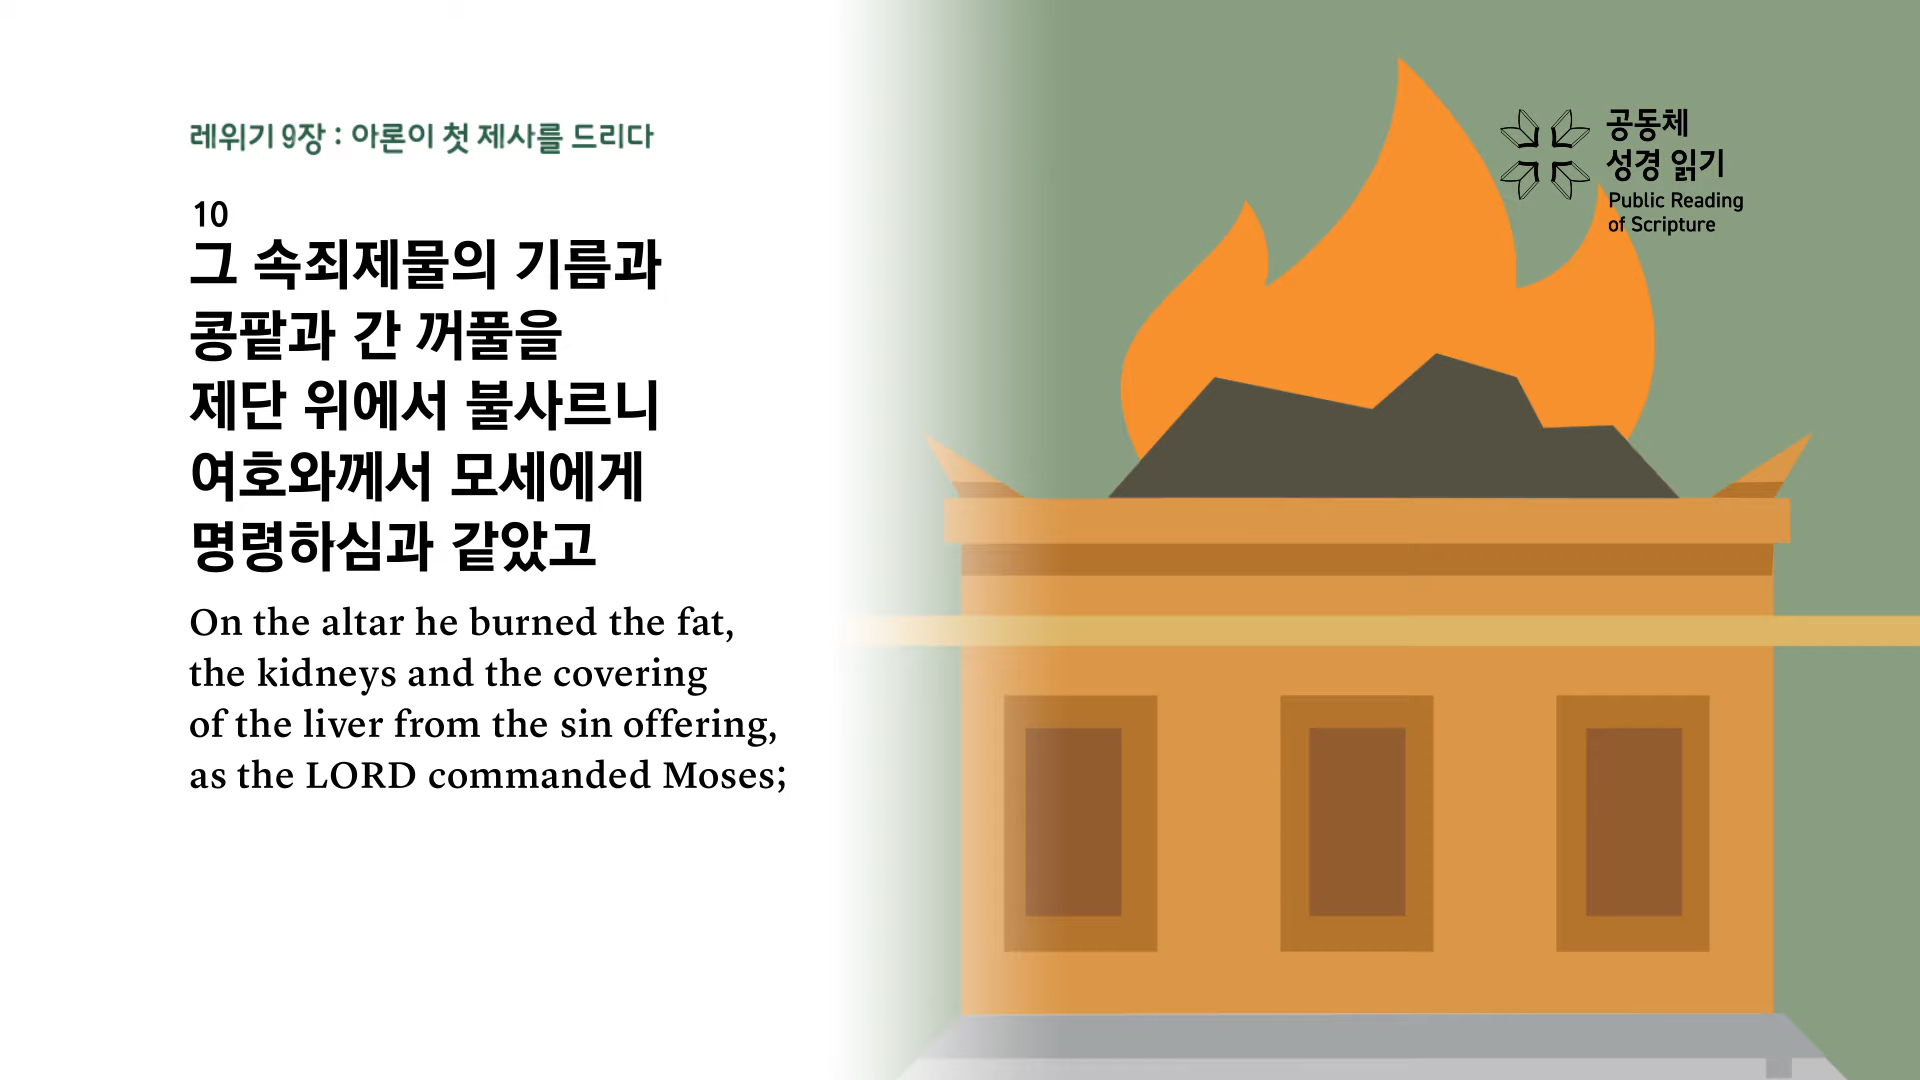 레위기 9장 : 아론이 첫 제사를 드리다
10
그 속죄제물의 기름과
콩팥과 간 꺼풀을
제단 위에서 불사르니
여호와께서 모세에게
명령하심과 같았고
On the altar he burned the fat,
the kidneys and the covering
of the liver from the sin offering,
as the LORD commanded Moses;
공동체
성경 읽기
Public Reading
of Scripture